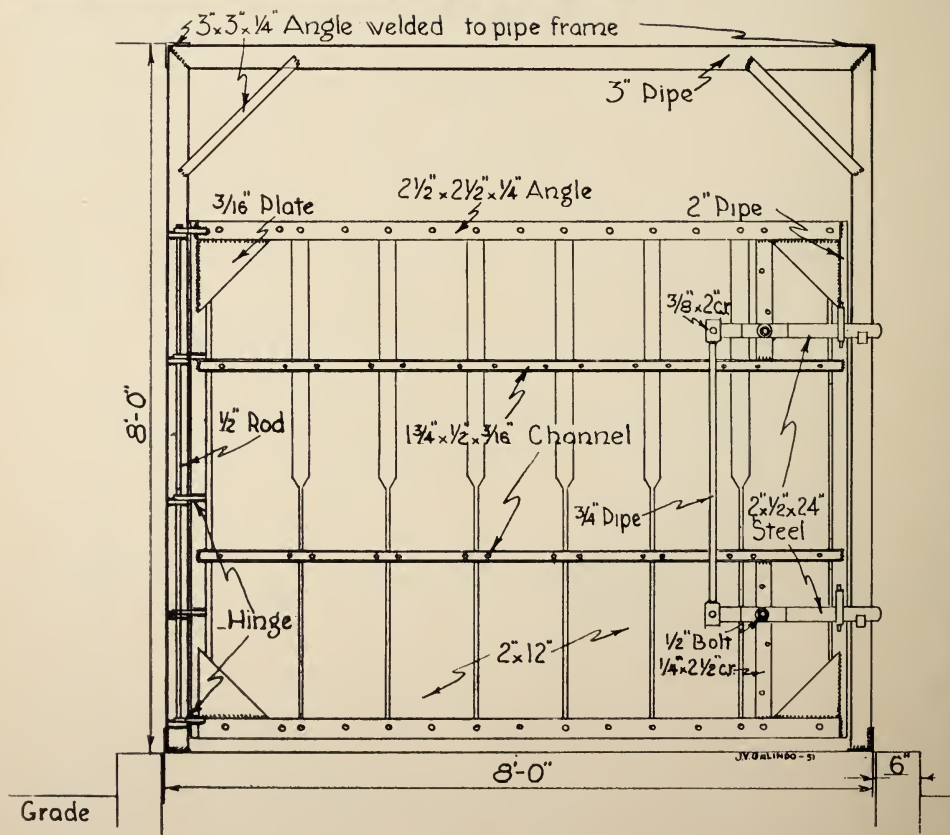 3"x3"x1/4" Angle welded to pipe frame
3" Pipe
2 1/2"x2 1/2"x1/4" Angle
3/16" Plate
2" Pipe
3/8"x2"cr.
8'-0"
1/2" Rod
1 3/4"x1/2"x3/16" Channel
3/4" Pipe
2"x1/2"x24"
Steel
Hinge
2"x12"
1/2" Bolt
1/4"x2 1/2"cr.
J.V. GALINDO-51
8'-0"
6"
Grade